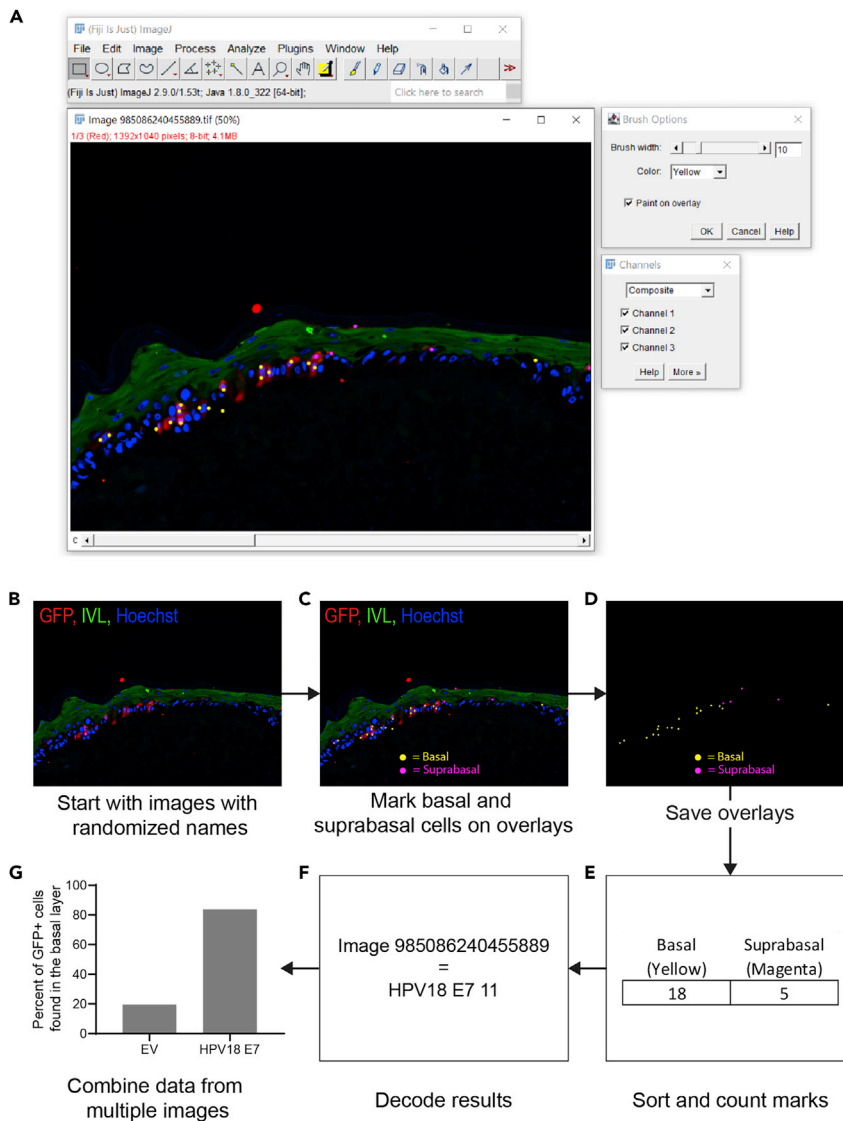 A
(Fiji Is Just) ImageJ
File Edit Image Process Analyze Plugins Window Help
(Fiji Is Just) ImageJ 2.9.0/1.53t; Java 1.8.0_322 [64-bit];
Click here to search
Image 985086240455889.tif (50%)
1/3 (Red); 1392x1040 pixels; 8-bit; 4.1MB
C
Brush Options
Brush width: 10
Color: Yellow
Paint on overlay
OK Cancel Help
Channels
Composite
Channel 1
Channel 2
Channel 3
Help More »
B
GFP, IVL, Hoechst
Start with images with
randomized names
C
GFP, IVL, Hoechst
= Basal
= Suprabasal
Mark basal and
suprabasal cells on overlays
D
= Basal
= Suprabasal
Save overlays
E
Basal
(Yellow)
Suprabasal
(Magenta)
18 5
Sort and count marks
F
Image 985086240455889
=
HPV18 E7 11
Decode results
G
Percent of GFP+ cells
found in the basal layer
100
80
60
40
20
0
EV HPV18 E7
Combine data from
multiple images